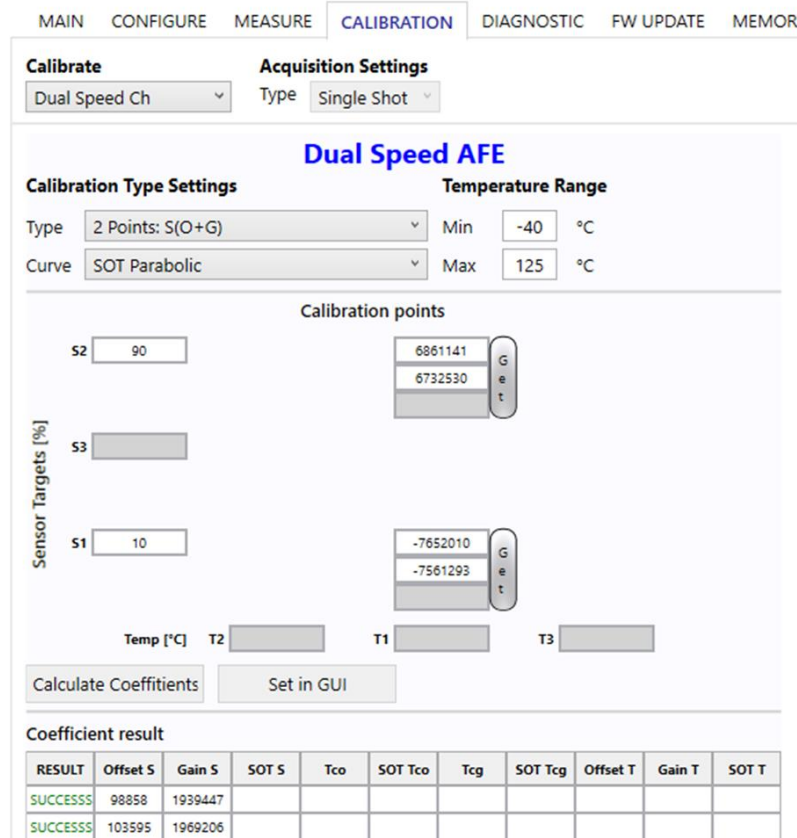 MAIN CONFIGURE MEASURE CALIBRATION DIAGNOSTIC FW UPDATE MEMOR
Calibrate Acquisition Settings
Dual Speed Ch Type Single Shot
Dual Speed AFE
Calibration Type Settings Temperature Range
Type 2 Points: S(O+G) Min -40 °C
Curve SOT Parabolic Max 125 °C
Calibration points
S2 90 6861141
6732530
Get
Sensor Targets [%]
S3
S1 10 -7652010
-7561293
Get
Temp [°C] T2 T1 T3
Calculate Coeffitients Set in GUI
Coefficient result
RESULT Offset S Gain S SOT S Tco SOT Tco Tcg SOT Tcg Offset T Gain T SOT T
SUCCESSS 98858 1939447
SUCCESSS 103595 1969206